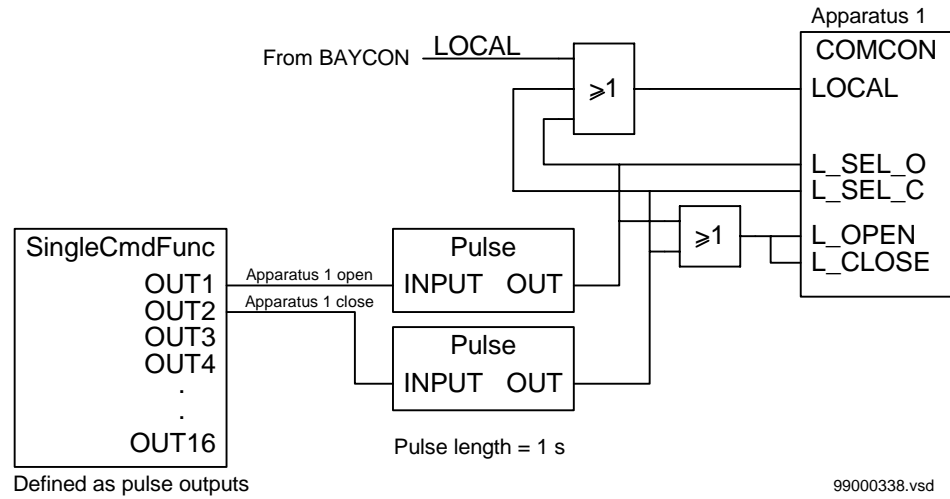 Apparatus 1
COMCON
From BAYCON LOCAL
≥1
LOCAL
L_SEL_O
L_SEL_C
≥1
L_OPEN
L_CLOSE
SingleCmdFunc
OUT1
OUT2
OUT3
OUT4
.
.
OUT16
Apparatus 1 open
Apparatus 1 close
Pulse
INPUT OUT
Pulse
INPUT OUT
Pulse length = 1 s
Defined as pulse outputs
99000338.vsd